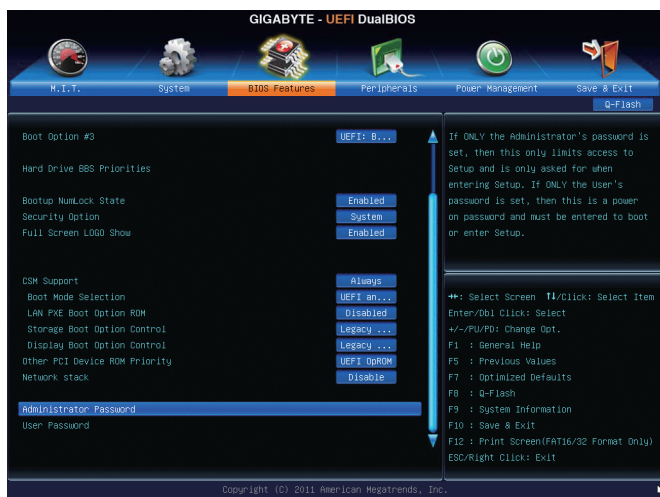 GIGABYTE - UEFI DualBIOS
M.I.T.
System
BIOS Features
Peripherals
Power Management
Save & Exit
Q-Flash
Boot Option #3 UEFI: B...
Hard Drive BBS Priorities
Bootup NumLock State Enabled
Security Option System
Full Screen LOGO Show Enabled
CSM Support Always
Boot Mode Selection UEFI an...
LAN PXE Boot Option ROM Disabled
Storage Boot Option Control Legacy ...
Display Boot Option Control Legacy ...
Other PCI Device ROM Priority UEFI OpROM
Network stack Disable
Administrator Password
User Password
If ONLY the Administrator's password is
set, then this only limits access to
Setup and is only asked for when
entering Setup. If ONLY the User's
password is set, then this is a power
on password and must be entered to boot
or enter Setup.
→←: Select Screen ↑↓/Click: Select Item
Enter/Dbl Click: Select
+/-/PU/PD: Change Opt.
F1 : General Help
F5 : Previous Values
F7 : Optimized Defaults
F8 : Q-Flash
F9 : System Information
F10 : Save & Exit
F12 : Print Screen(FAT16/32 Format Only)
ESC/Right Click: Exit
Copyright (C) 2011 American Megatrends, Inc.